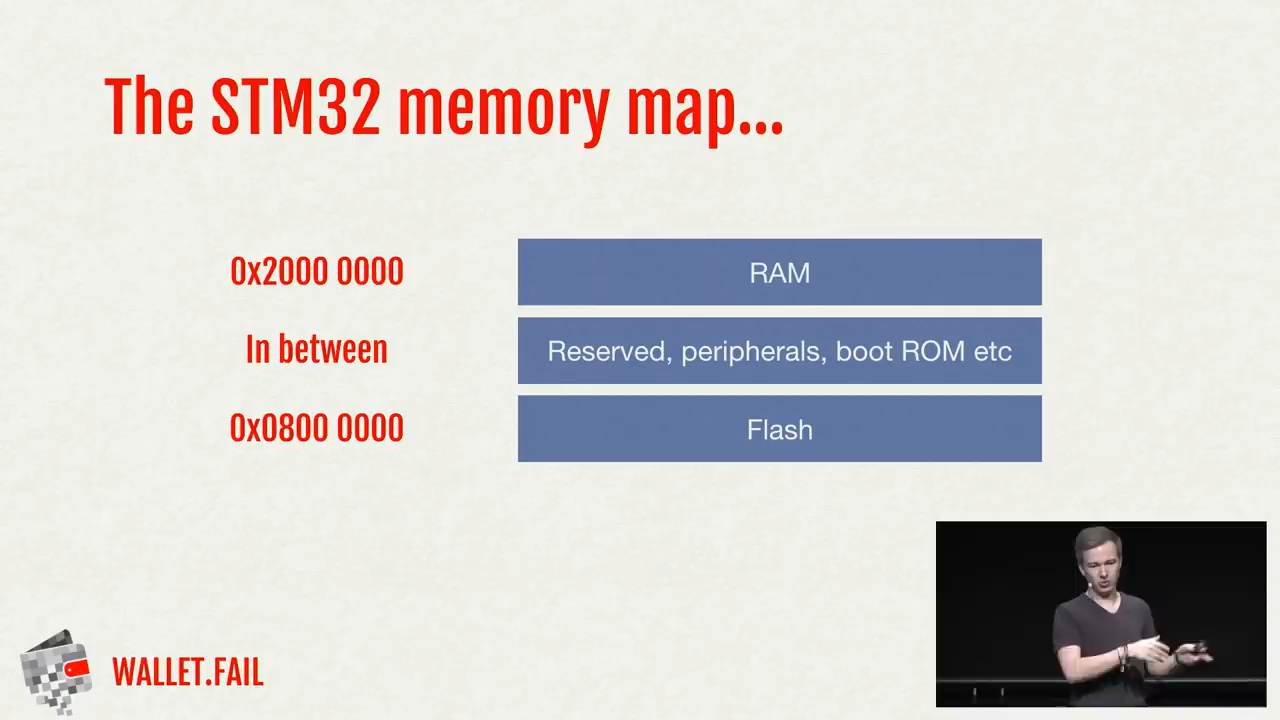 The STM32 memory map...
0x2000 0000
RAM
In between
Reserved, peripherals, boot ROM etc
0x0800 0000
Flash
WALLET.FAIL